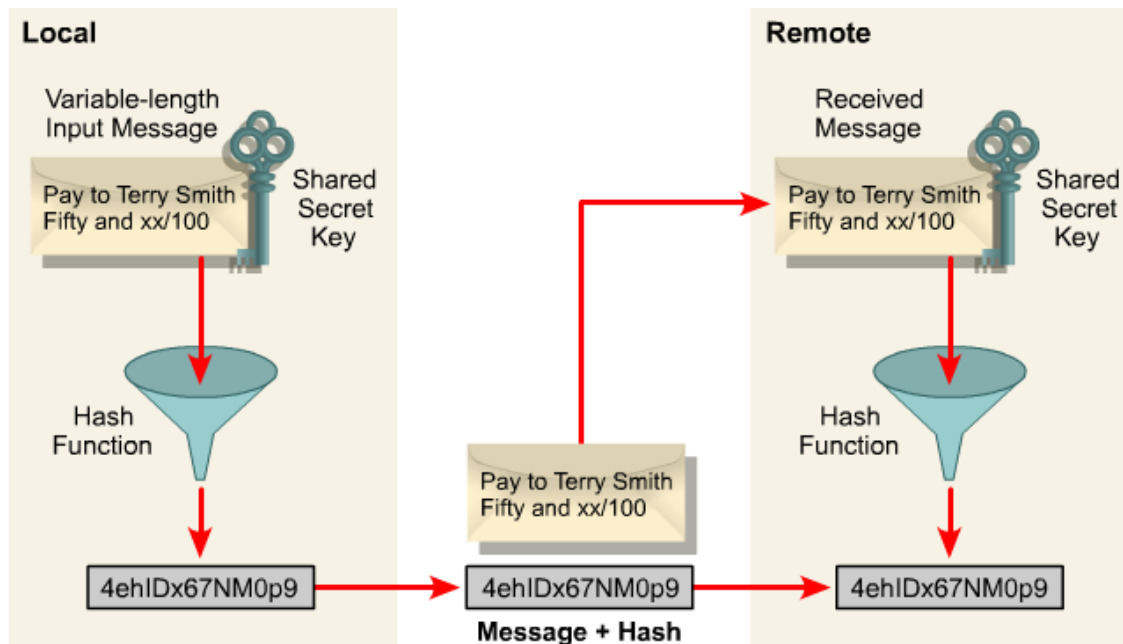 Local
Variable-length
Input Message
Pay to Terry Smith
Fifty and xx/100
Shared
Secret
Key
Hash
Function
4ehIDx67NM0p9
Pay to Terry Smith
Fifty and xx/100
4ehIDx67NM0p9
Message + Hash
Remote
Received
Message
Pay to Terry Smith
Fifty and xx/100
Shared
Secret
Key
Hash
Function
4ehIDx67NM0p9